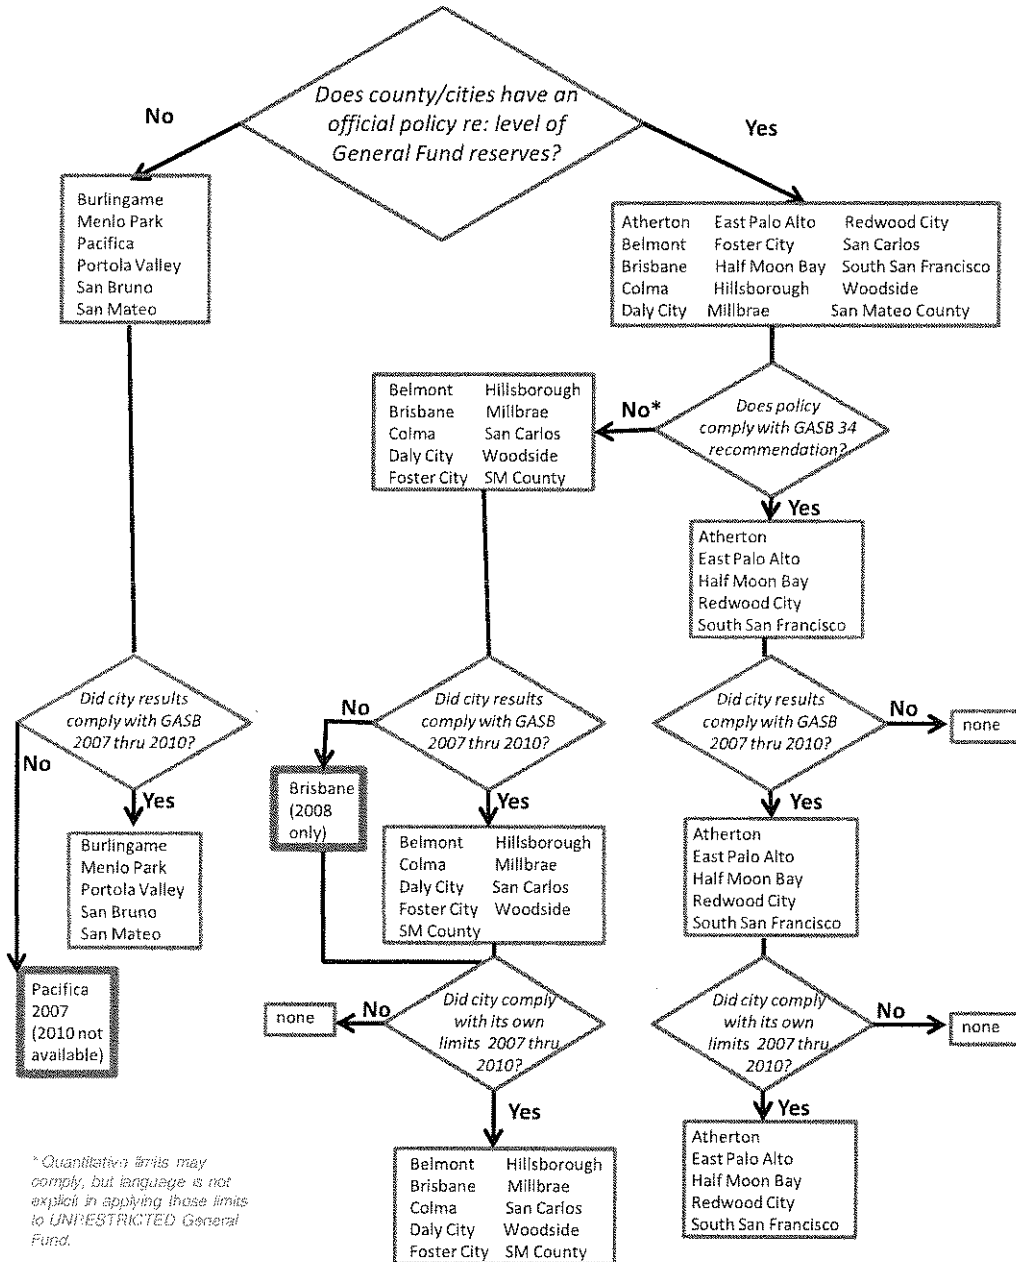 Does county/cities have an
official policy re: level of
General Fund reserves?
No
Yes
Burlingame
Menlo Park
Pacifica
Portola Valley
San Bruno
San Mateo
Atherton East Palo Alto Redwood City
Belmont Foster City San Carlos
Brisbane Half Moon Bay South San Francisco
Colma Hillsborough Woodside
Daly City Millbrae San Mateo County
Does policy
comply with GASB 34
recommendation?
No*
Belmont Hillsborough
Brisbane Millbrae
Colma San Carlos
Daly City Woodside
Foster City SM County
Yes
Atherton
East Palo Alto
Half Moon Bay
Redwood City
South San Francisco
Did city results
comply with GASB
2007 thru 2010?
No
Yes
Burlingame
Menlo Park
Portola Valley
San Bruno
San Mateo
Pacifica
2007
(2010 not
available)
Did city results
comply with GASB
2007 thru 2010?
No
Brisbane
(2008
only)
Yes
Belmont Hillsborough
Colma Millbrae
Daly City San Carlos
Foster City Woodside
SM County
Did city comply
with its own
limits 2007 thru
2010?
No
none
Yes
Belmont Hillsborough
Brisbane Millbrae
Colma San Carlos
Daly City Woodside
Foster City SM County
Did city results
comply with GASB
2007 thru 2010?
No
none
Yes
Atherton
East Palo Alto
Half Moon Bay
Redwood City
South San Francisco
Did city comply
with its own
limits 2007 thru
2010?
No
none
Yes
Atherton
East Palo Alto
Half Moon Bay
Redwood City
South San Francisco
* Quantitative limits may
comply, but language is not
explicit in applying those limits
to UNRESTRICTED General
Fund.